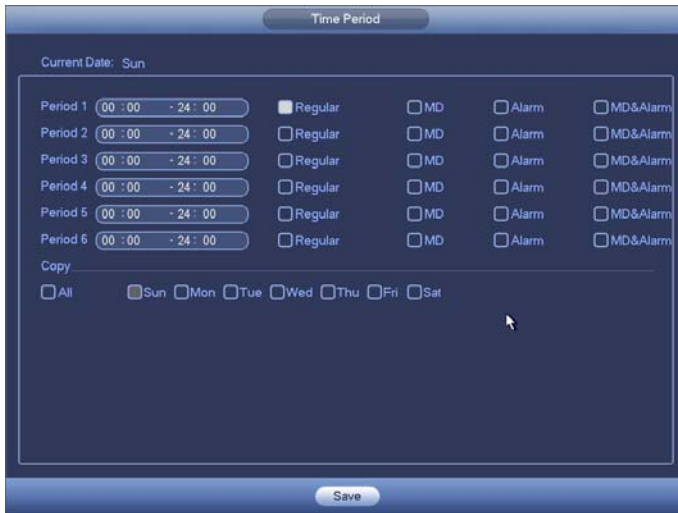 Time Period
Current Date: Sun
Period 1 00 :00 - 24 : 00 Regular MD Alarm MD&Alarm
Period 2 00 :00 - 24 : 00 Regular MD Alarm MD&Alarm
Period 3 00 :00 - 24 : 00 Regular MD Alarm MD&Alarm
Period 4 00 :00 - 24 : 00 Regular MD Alarm MD&Alarm
Period 5 00 :00 - 24 : 00 Regular MD Alarm MD&Alarm
Period 6 00 :00 - 24 : 00 Regular MD Alarm MD&Alarm
Copy
All Sun Mon Tue Wed Thu Fri Sat
Save